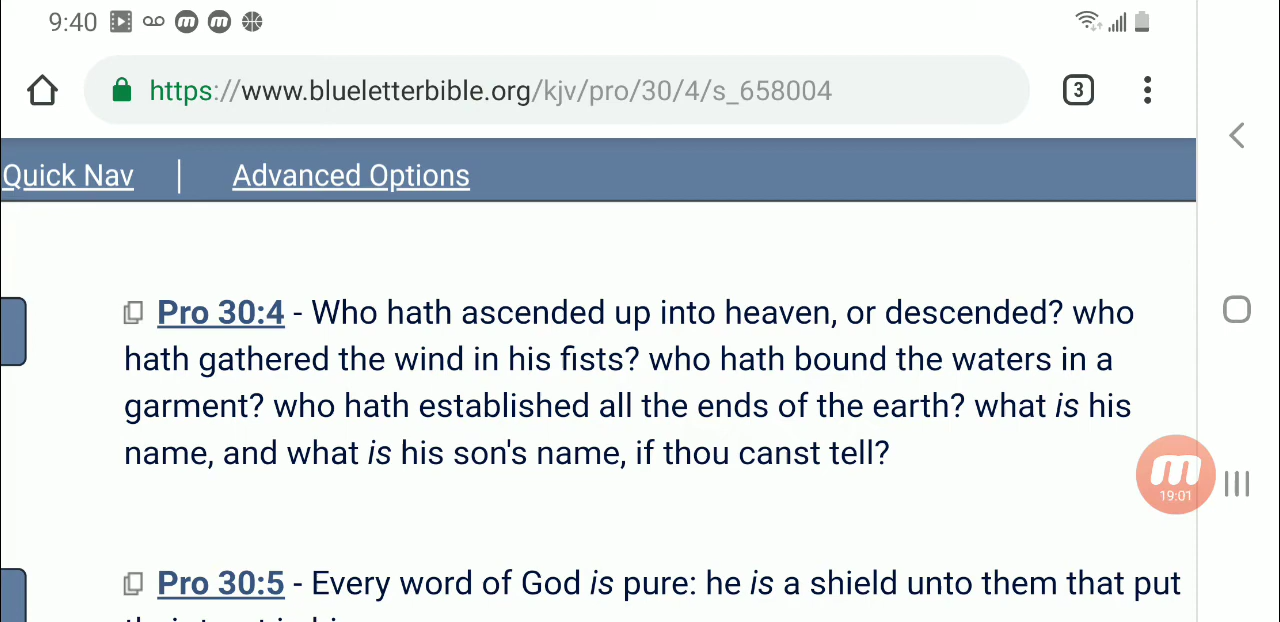 9:40
https://www.blueletterbible.org/kjv/pro/30/4/s_658004
3
Quick Nav | Advanced Options
Pro 30:4 - Who hath ascended up into heaven, or descended? who
hath gathered the wind in his fists? who hath bound the waters in a
garment? who hath established all the ends of the earth? what is his
name, and what is his son's name, if thou canst tell?
m
19:01
Pro 30:5 - Every word of God is pure: he is a shield unto them that put